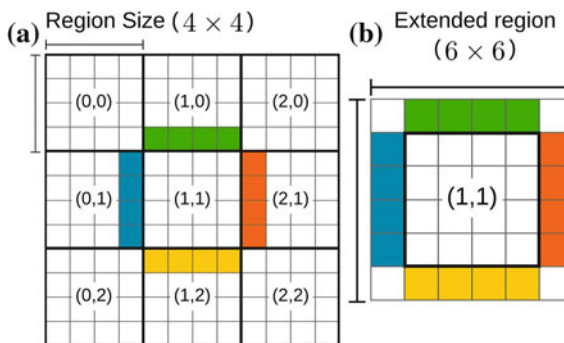 (a) Region Size (4 × 4)
(0,0) (1,0) (2,0)
(0,1) (1,1) (2,1)
(0,2) (1,2) (2,2)
(b) Extended region
(6 × 6)
(1,1)